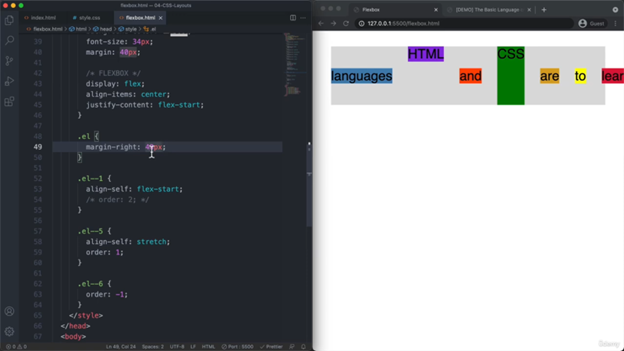 flexbox.html — 04-CSS-Layouts
index.html
style.css
flexbox.html
flexbox.html > html > head > style > .el
39 font-size: 34px;
40 margin: 40px;
41
42 /* FLEXBOX */
43 display: flex;
44 align-items: center;
45 justify-content: flex-start;
46 }
47
48 .el {
49 margin-right: 40px;
50 }
51
52 .el--1 {
53 align-self: flex-start;
54 /* order: 2; */
55 }
56
57 .el--5 {
58 align-self: stretch;
59 order: 1;
60 }
61
62 .el--6 {
63 order: -1;
64 }
65 </style>
66 </head>
67 <body>
0 0
Ln 49, Col 24
Spaces: 2
UTF-8
LF
HTML
Port : 5500
Prettier
Flexbox
[DEMO] The Basic Language
127.0.0.1:5500/flexbox.html
Guest
HTML
CSS
languages
and
are
to
lear
Udemy